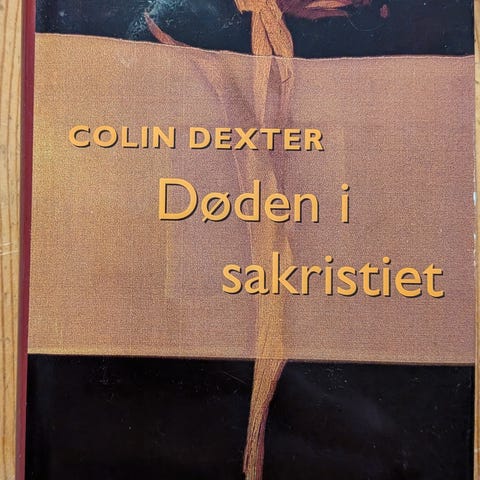 COLIN DEXTER
Døden i
sakristiet